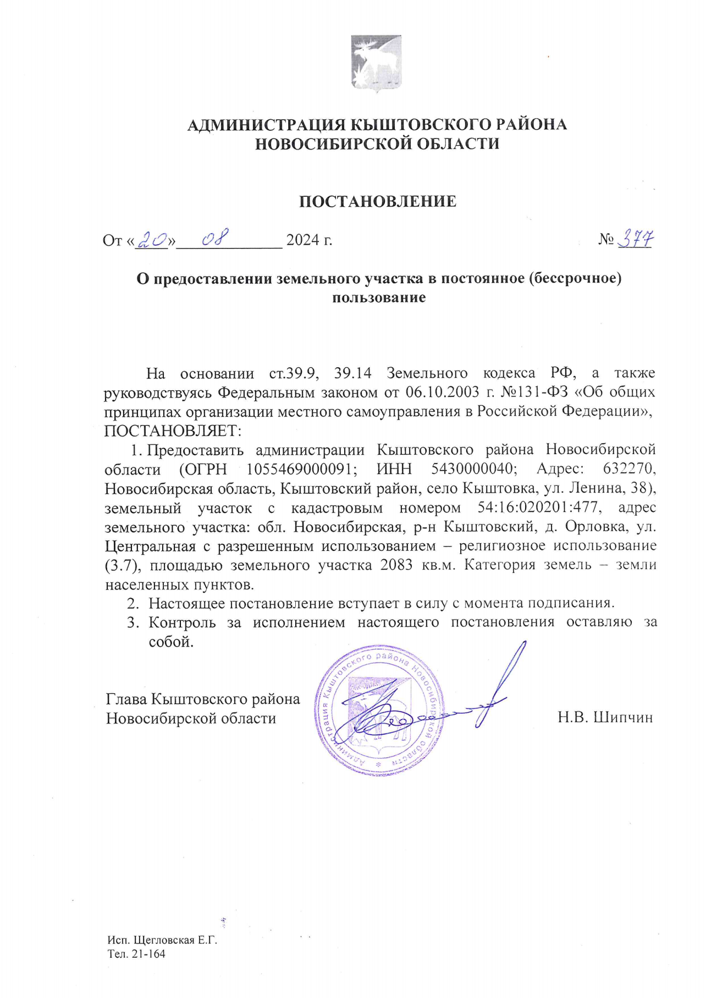 АДМИНИСТРАЦИЯ КЫШТОВСКОГО РАЙОНА
НОВОСИБИРСКОЙ ОБЛАСТИ
ПОСТАНОВЛЕНИЕ
От «20» 08 2024 г. № 377
О предоставлении земельного участка в постоянное (бессрочное)
пользование
На основании ст.39.9, 39.14 Земельного кодекса РФ, а также
руководствуясь Федеральным законом от 06.10.2003 г. №131-ФЗ «Об общих
принципах организации местного самоуправления в Российской Федерации»,
ПОСТАНОВЛЯЕТ:
1. Предоставить администрации Кыштовского района Новосибирской
области (ОГРН 1055469000091; ИНН 5430000040; Адрес: 632270,
Новосибирская область, Кыштовский район, село Кыштовка, ул. Ленина, 38),
земельный участок с кадастровым номером 54:16:020201:477, адрес
земельного участка: обл. Новосибирская, р-н Кыштовский, д. Орловка, ул.
Центральная с разрешенным использованием – религиозное использование
(3.7), площадью земельного участка 2083 кв.м. Категория земель – земли
населенных пунктов.
2. Настоящее постановление вступает в силу с момента подписания.
3. Контроль за исполнением настоящего постановления оставляю за
собой.
Администрация Кыштовского района Новосибирской области *
Глава Кыштовского района
Новосибирской области Н.В. Шипчин
Исп. Щегловская Е.Г.
Тел. 21-164